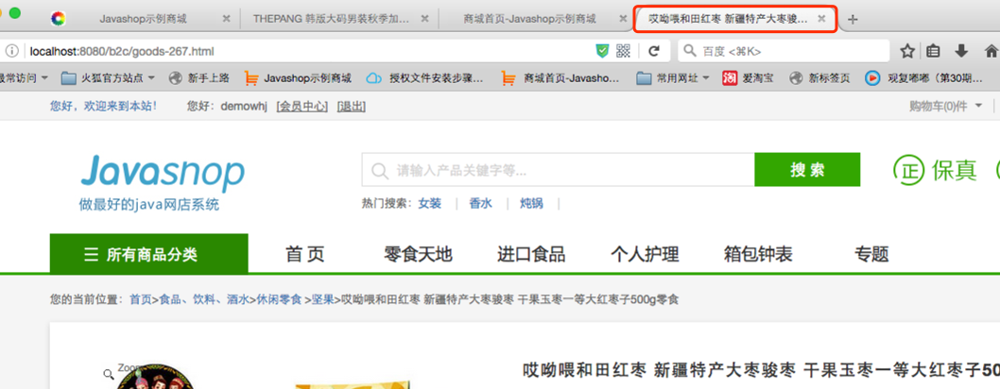 Javashop示例商城 THEPANG 韩版大码男装秋季加... 商城首页-Javashop示例商城 哎呦喂和田红枣 新疆特产大枣骏...
localhost:8080/b2c/goods-267.html 百度 <⌘K>
最常访问 火狐官方站点 新手上路 Javashop示例商城 授权文件安装步骤... 商城首页-Javasho... 常用网址 爱淘宝 新标签页 观复嘟嘟（第30期...
您好，欢迎来到本站！ 您好：demowhj [会员中心] [退出] 购物车(0)件
Javashop 请输入产品关键字等... 搜索 正 保真
做最好的java网店系统 热门搜索： 女装 | 香水 | 炖锅 |
所有商品分类 首页 零食天地 进口食品 个人护理 箱包钟表 专题
您的当前位置：首页>食品、饮料、酒水>休闲零食 >坚果>哎呦喂和田红枣 新疆特产大枣骏枣 干果玉枣一等大红枣子500g零食
Zoom
哎呦喂和田红枣 新疆特产大枣骏枣 干果玉枣一等大红枣子50